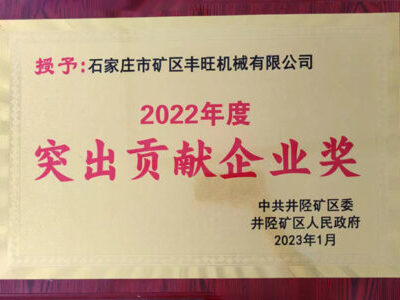 授予:石家庄市矿区丰旺机械有限公司
2022年度
突出贡献企业奖
中共井陉矿区委
井陉矿区人民政府
2023年1月